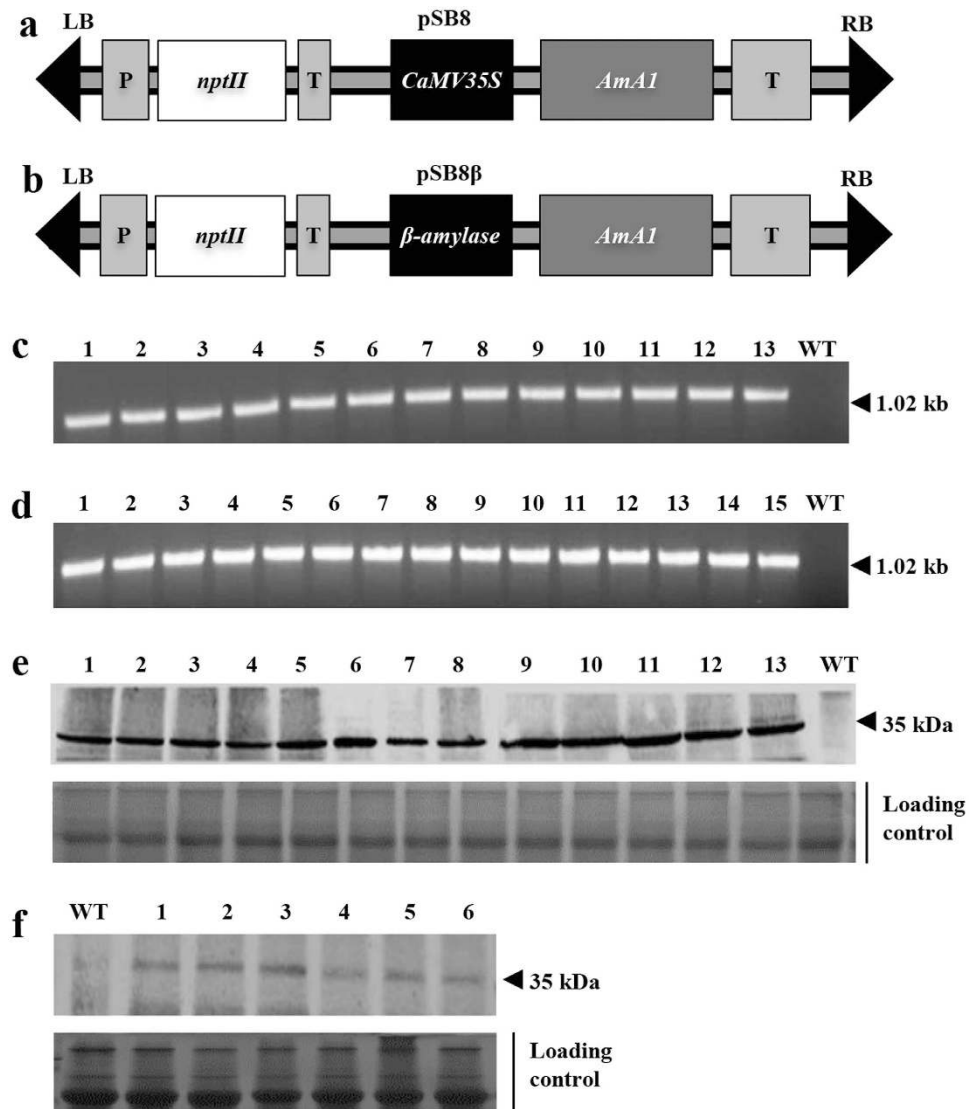 a
pSB8
LB
RB
P
nptII
T
CaMV35S
AmA1
T
b
pSB8β
LB
RB
P
nptII
T
β-amylase
AmA1
T
c
1 2 3 4 5 6 7 8 9 10 11 12 13 WT
1.02 kb
d
1 2 3 4 5 6 7 8 9 10 11 12 13 14 15 WT
1.02 kb
e
1 2 3 4 5 6 7 8 9 10 11 12 13 WT
35 kDa
Loading
control
f
WT 1 2 3 4 5 6
35 kDa
Loading
control